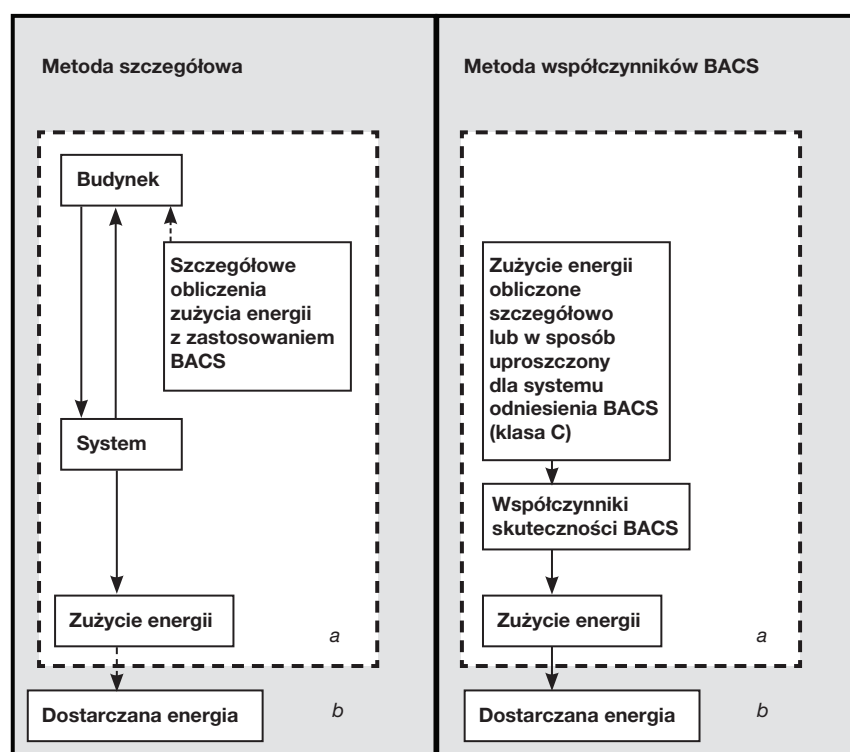 Metoda szczegółowa
Budynek
Szczegółowe
obliczenia
zużycia energii
z zastosowaniem
BACS
System
Zużycie energii
a
Dostarczana energia
b
Metoda współczynników BACS
Zużycie energii
obliczone
szczegółowo
lub w sposób
uproszczony
dla systemu
odniesienia BACS
(klasa C)
Współczynniki
skuteczności BACS
Zużycie energii
a
Dostarczana energia
b